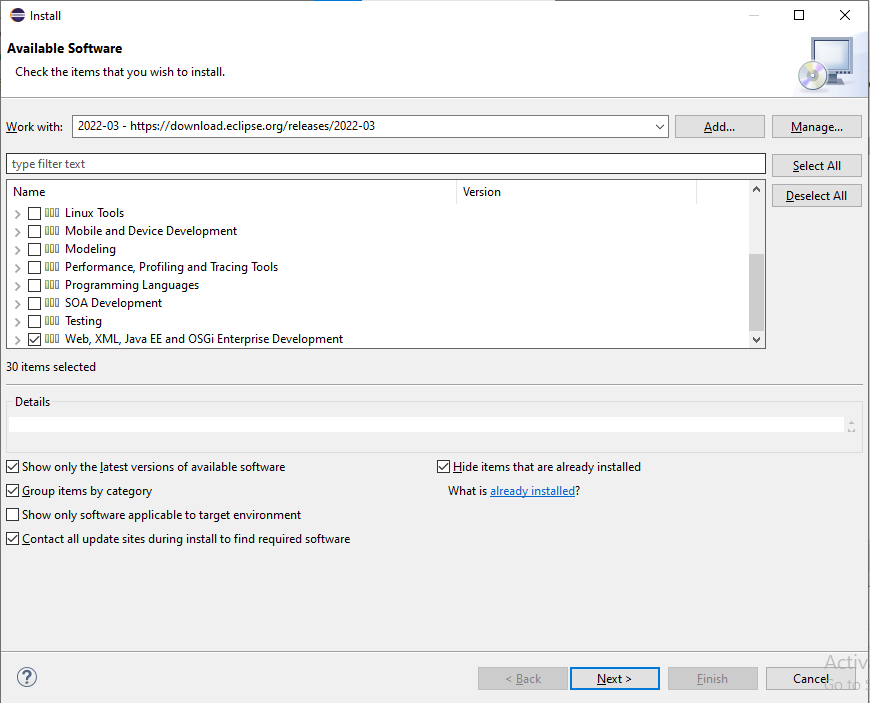 Install
Available Software
Check the items that you wish to install.
Work with: 2022-03 - https://download.eclipse.org/releases/2022-03 Add... Manage...
type filter text Select All
Deselect All
Name Version
Linux Tools
Mobile and Device Development
Modeling
Performance, Profiling and Tracing Tools
Programming Languages
SOA Development
Testing
Web, XML, Java EE and OSGi Enterprise Development
30 items selected
Details
Show only the latest versions of available software Hide items that are already installed
Group items by category What is already installed?
Show only software applicable to target environment
Contact all update sites during install to find required software
Activ
Go to S
? < Back Next > Finish Cancel